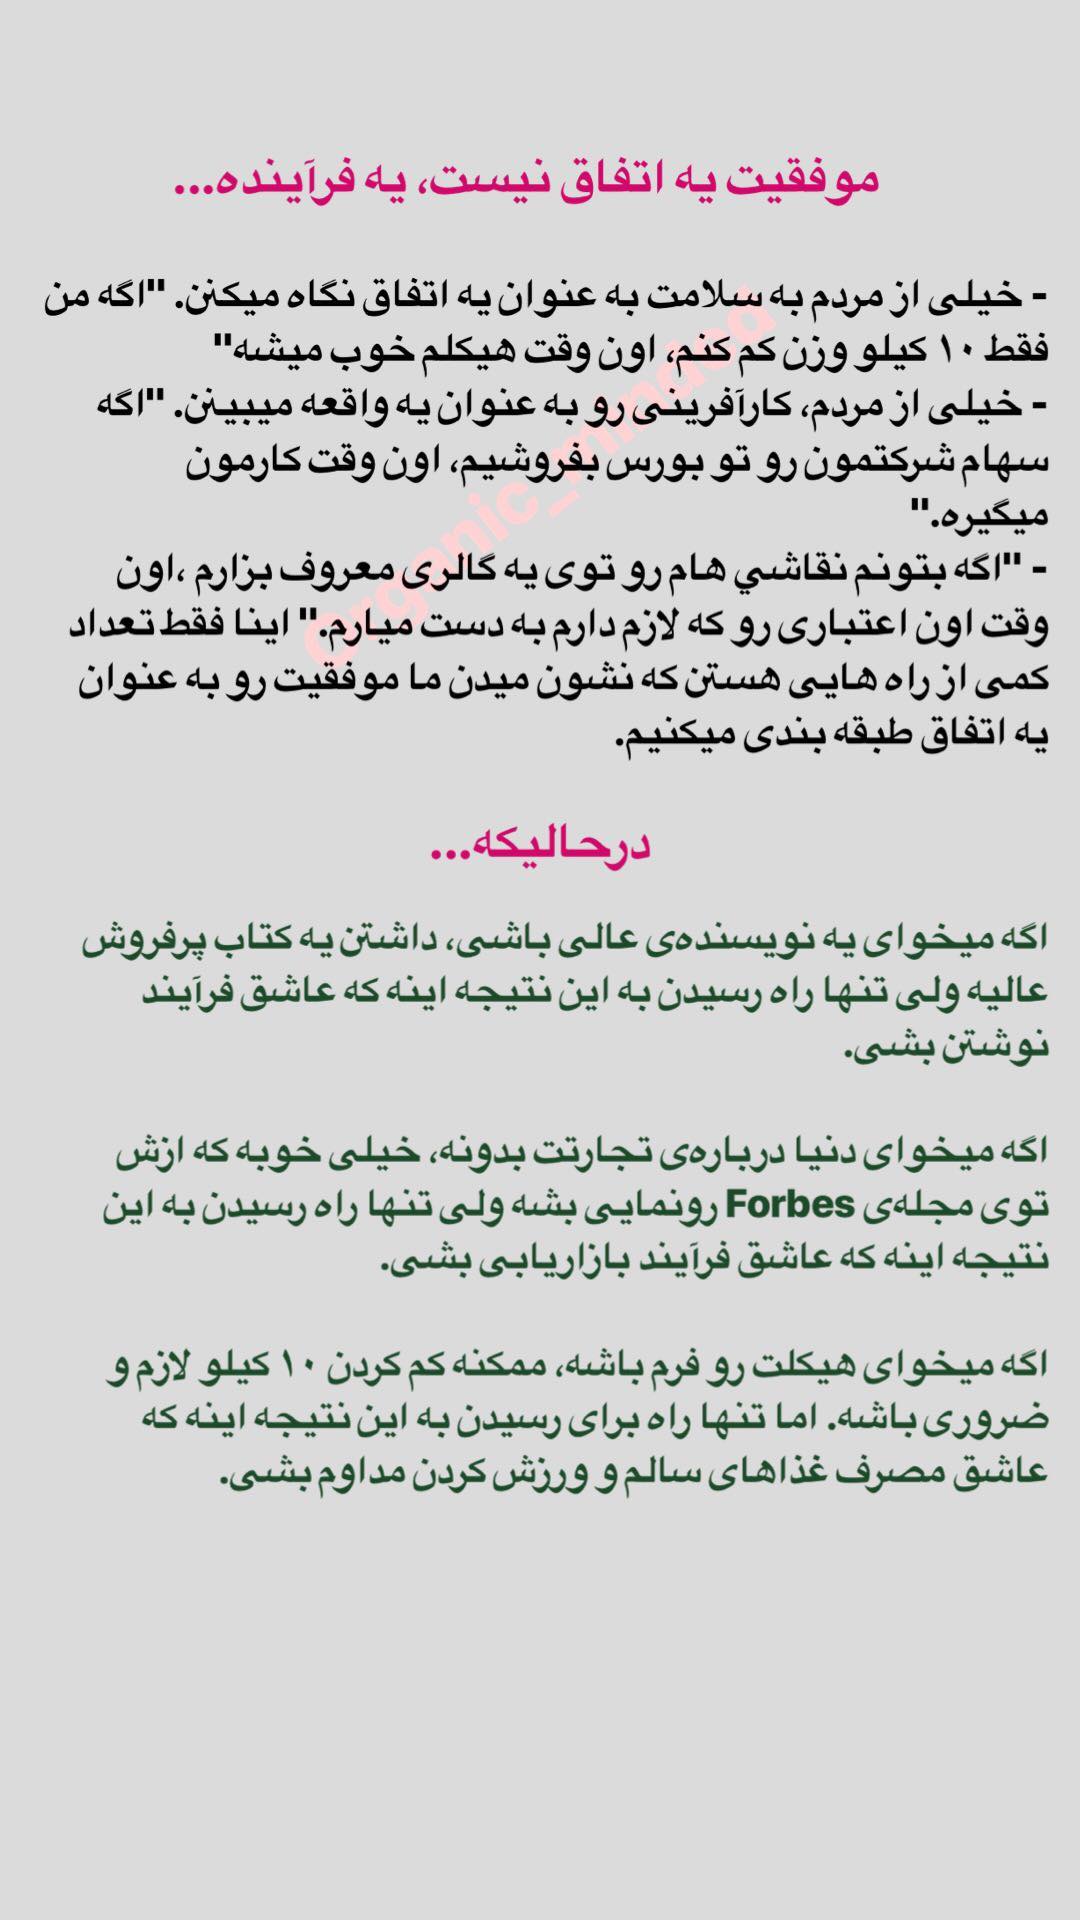 موفقیت یه اتفاق نیست، یه فرآینده...
- خیلی از مردم به سلامت به عنوان یه اتفاق نگاه میکنن. "اگه من
فقط ۱۰ کیلو وزن کم کنم، اون وقت هیکلم خوب میشه"
- خیلی از مردم، کارآفرینی رو به عنوان یه واقعه میبینن. "اگه
سهام شرکتمون رو تو بورس بفروشیم، اون وقت کارمون
میگیره."
- "اگه بتونم نقاشي هام رو توی یه گالری معروف بزارم ،اون
وقت اون اعتباری رو که لازم دارم به دست میارم." اینا فقط تعداد
کمی از راه هایی هستن که نشون میدن ما موفقیت رو به عنوان
یه اتفاق طبقه بندی میکنیم.
Organic_minded
درحالیکه...
اگه میخوای یه نویسنده‌ی عالی باشی، داشتن یه کتاب پرفروش
عالیه ولی تنها راه رسیدن به این نتیجه اینه که عاشق فرآیند
نوشتن بشی.
اگه میخوای دنیا درباره‌ی تجارتت بدونه، خیلی خوبه که ازش
توی مجله‌ی Forbes رونمایی بشه ولی تنها راه رسیدن به این
نتیجه اینه که عاشق فرآیند بازاریابی بشی.
اگه میخوای هیکلت رو فرم باشه، ممکنه کم کردن ۱۰ کیلو لازم و
ضروری باشه. اما تنها راه برای رسیدن به این نتیجه اینه که
عاشق مصرف غذاهای سالم و ورزش کردن مداوم بشی.